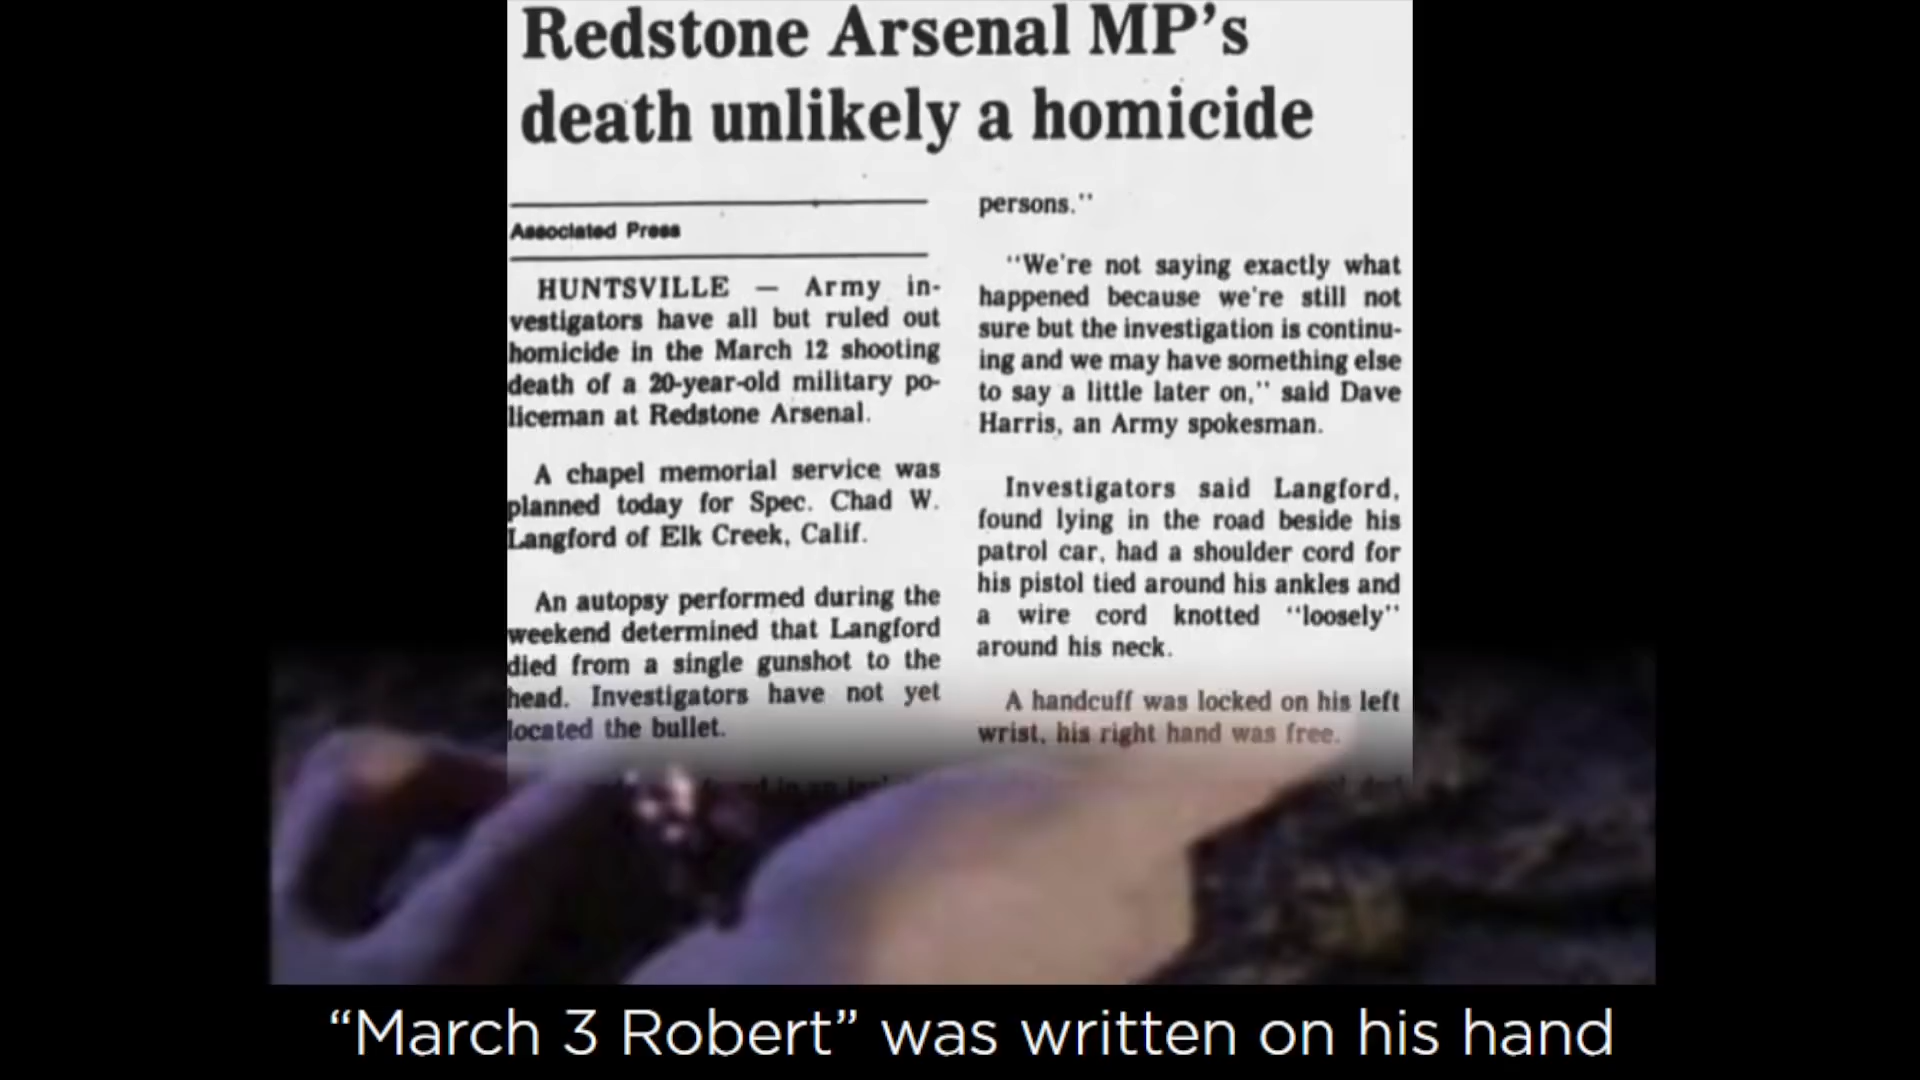 Redstone Arsenal MP's
death unlikely a homicide
Associated Press
HUNTSVILLE — Army in-
vestigators have all but ruled out
homicide in the March 12 shooting
death of a 20-year-old military po-
liceman at Redstone Arsenal.
A chapel memorial service was
planned today for Spec. Chad W.
Langford of Elk Creek, Calif.
An autopsy performed during the
weekend determined that Langford
died from a single gunshot to the
head. Investigators have not yet
located the bullet.
persons.''
''We're not saying exactly what
happened because we're still not
sure but the investigation is continu-
ing and we may have something else
to say a little later on,'' said Dave
Harris, an Army spokesman.
Investigators said Langford,
found lying in the road beside his
patrol car, had a shoulder cord for
his pistol tied around his ankles and
a wire cord knotted ''loosely''
around his neck.
A handcuff was locked on his left
wrist, his right hand was free.
“March 3 Robert” was written on his hand